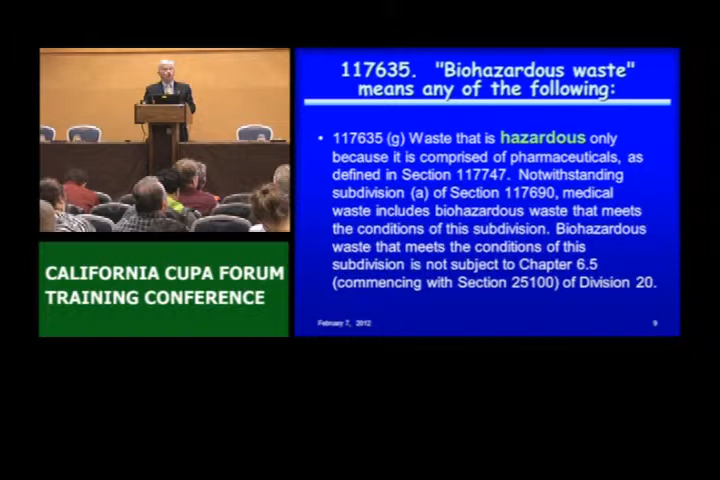 117635. "Biohazardous waste"
means any of the following:
• 117635 (g) Waste that is hazardous only
because it is comprised of pharmaceuticals, as
defined in Section 117747. Notwithstanding
subdivision (a) of Section 117690, medical
waste includes biohazardous waste that meets
the conditions of this subdivision. Biohazardous
waste that meets the conditions of this
subdivision is not subject to Chapter 6.5
(commencing with Section 25100) of Division 20.
February 7, 2012
9
CALIFORNIA CUPA FORUM
TRAINING CONFERENCE